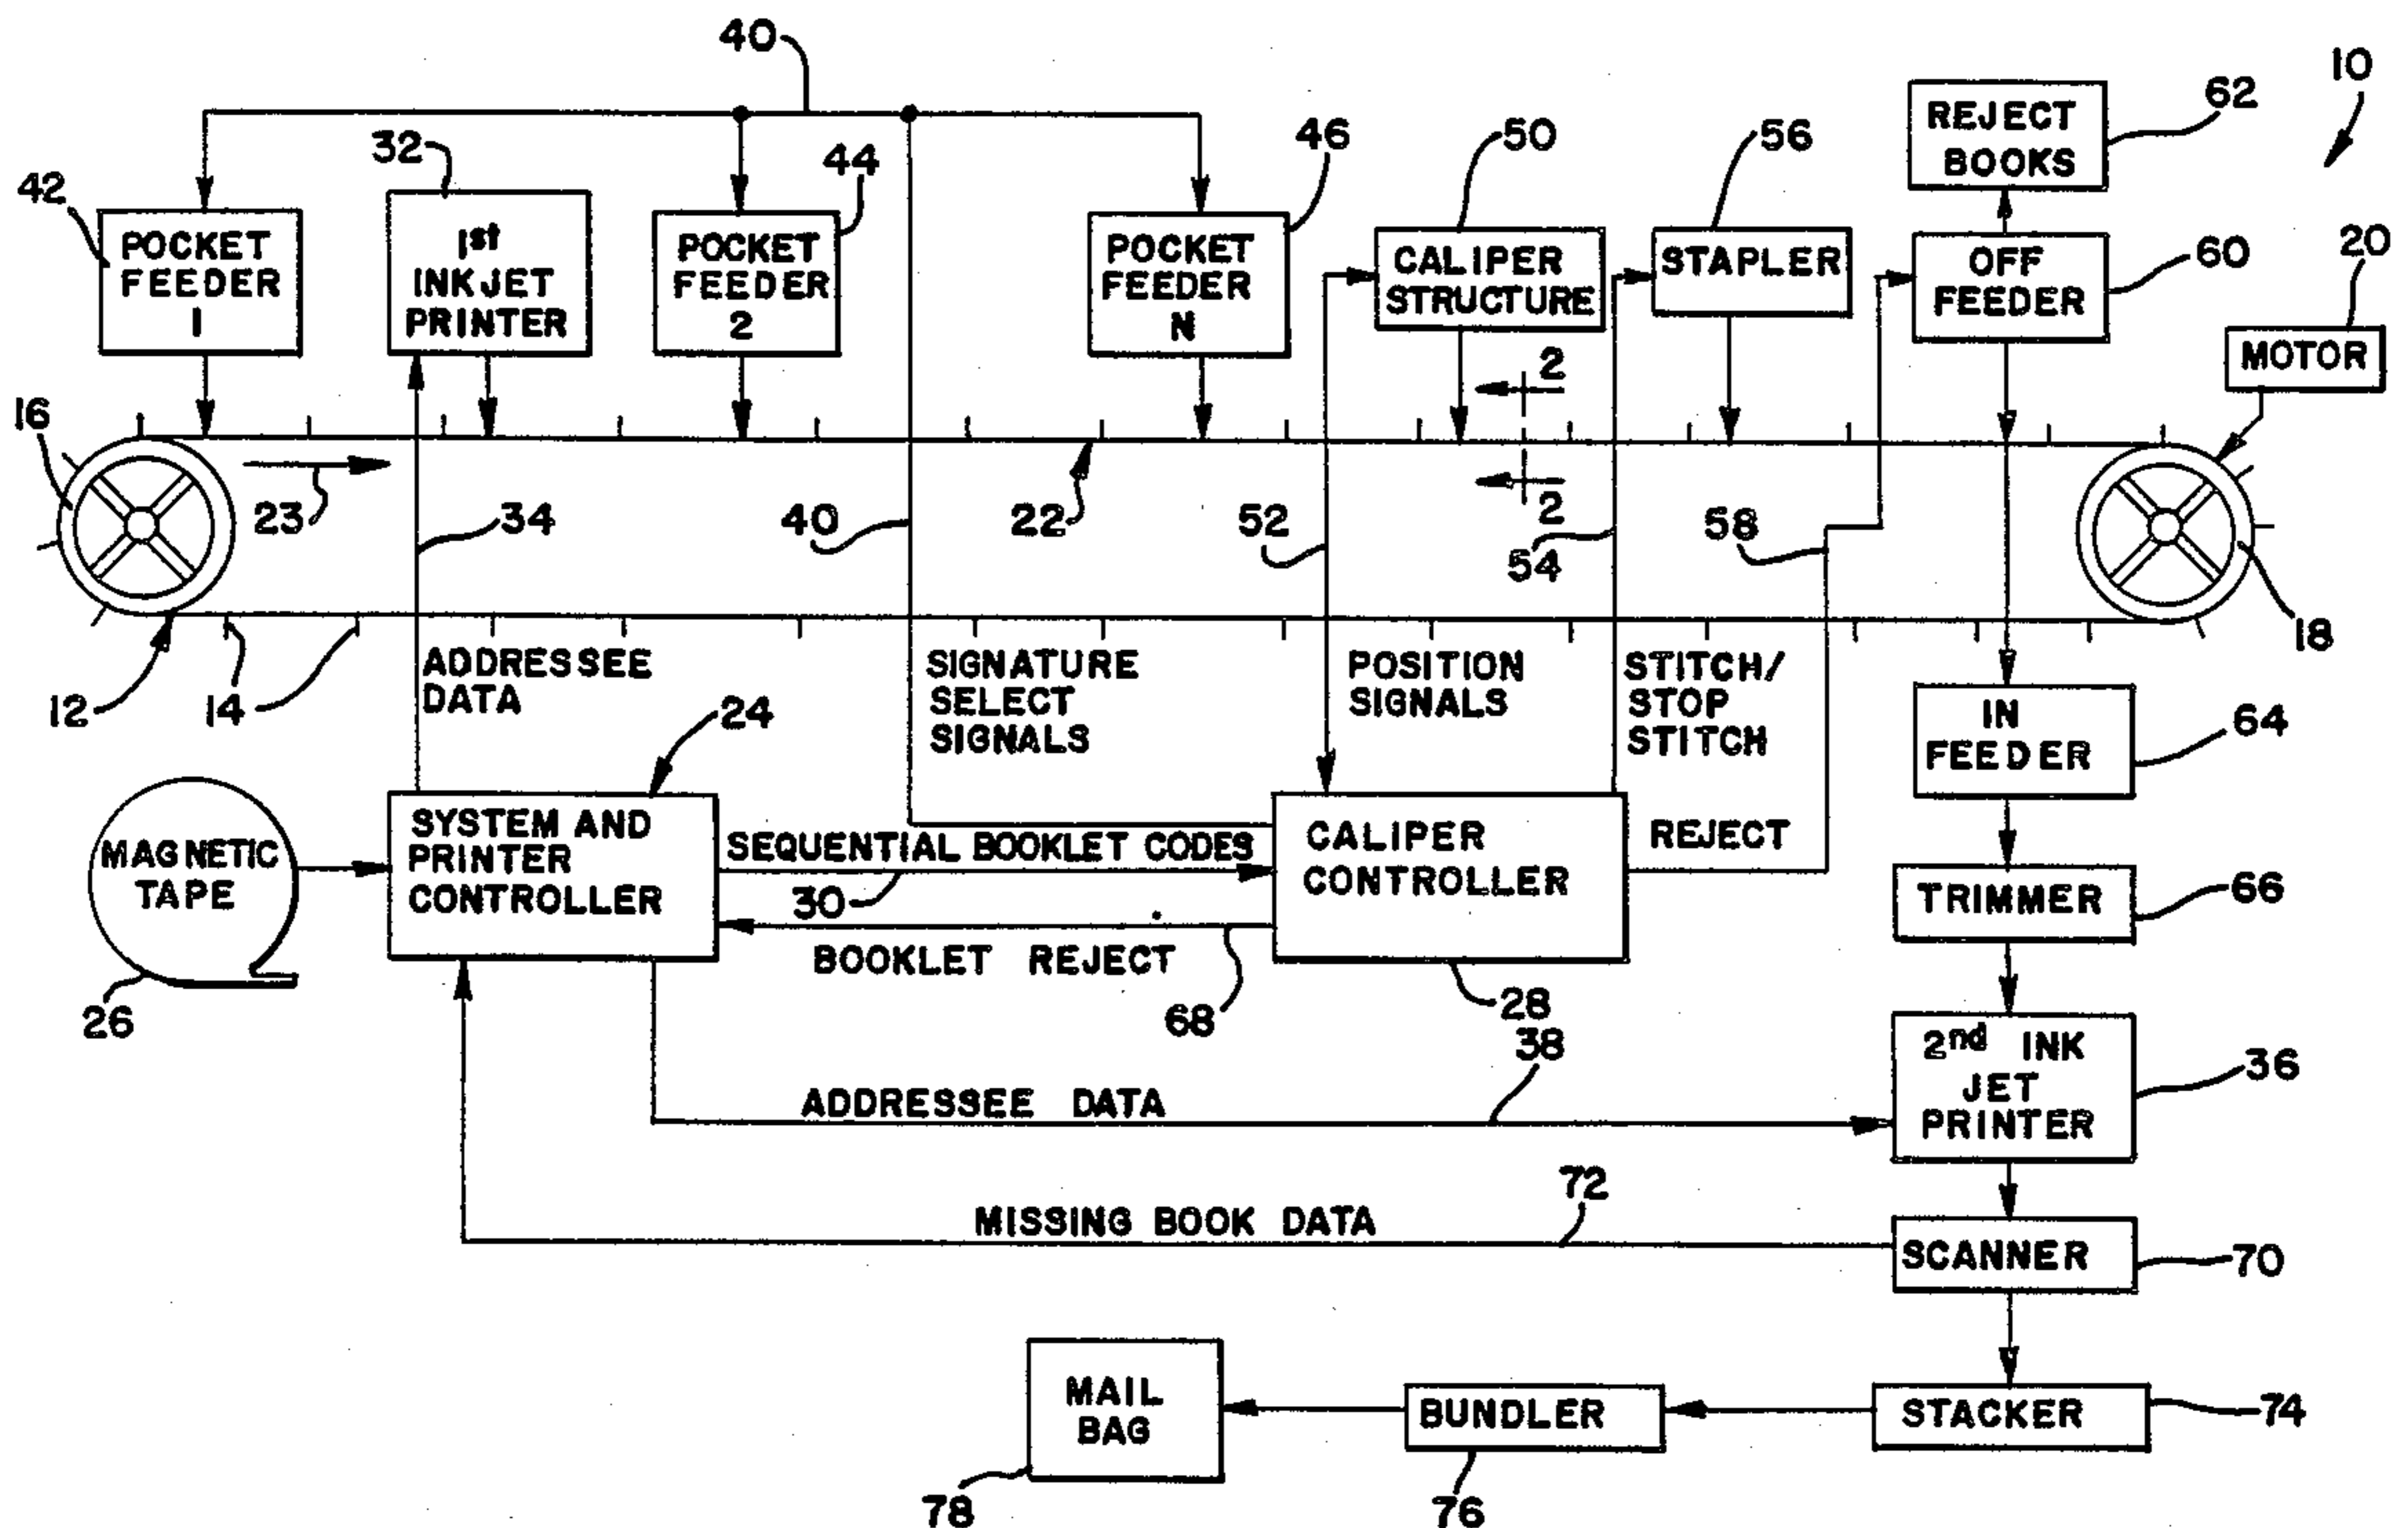 40
10
REJECT
BOOKS
62
32
44
46
50
56
42
POCKET
FEEDER
1
1st
INK JET
PRINTER
POCKET
FEEDER
2
POCKET
FEEDER
N
CALIPER
STRUCTURE
STAPLER
OFF
FEEDER
60
20
MOTOR
2
16
23
34
40
22
52
2
54
58
18
12
14
ADDRESSEE
DATA
SIGNATURE
SELECT
SIGNALS
POSITION
SIGNALS
STITCH/
STOP
STITCH
24
IN
FEEDER
64
MAGNETIC
TAPE
26
SYSTEM AND
PRINTER
CONTROLLER
SEQUENTIAL BOOKLET CODES
30
BOOKLET REJECT
68
CALIPER
CONTROLLER
28
REJECT
TRIMMER
66
38
ADDRESSEE DATA
2nd INK
JET
PRINTER
36
72
MISSING BOOK DATA
SCANNER
70
MAIL
BAG
78
BUNDLER
76
STACKER
74